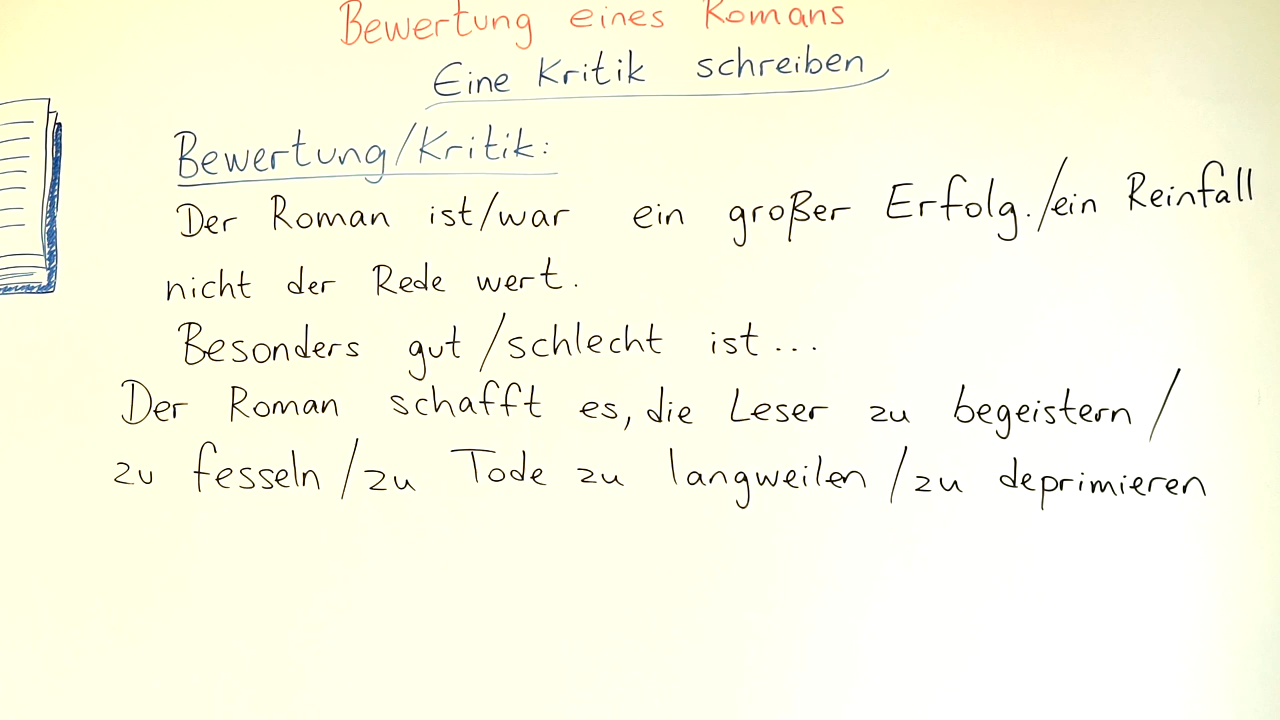 Bewertung eines Romans
Eine Kritik schreiben
Bewertung/Kritik:
Der Roman ist/war ein großer Erfolg./ein Reinfall
nicht der Rede wert.
Besonders gut/schlecht ist...
Der Roman schafft es, die Leser zu begeistern/
zu fesseln/zu Tode zu langweilen/zu deprimieren